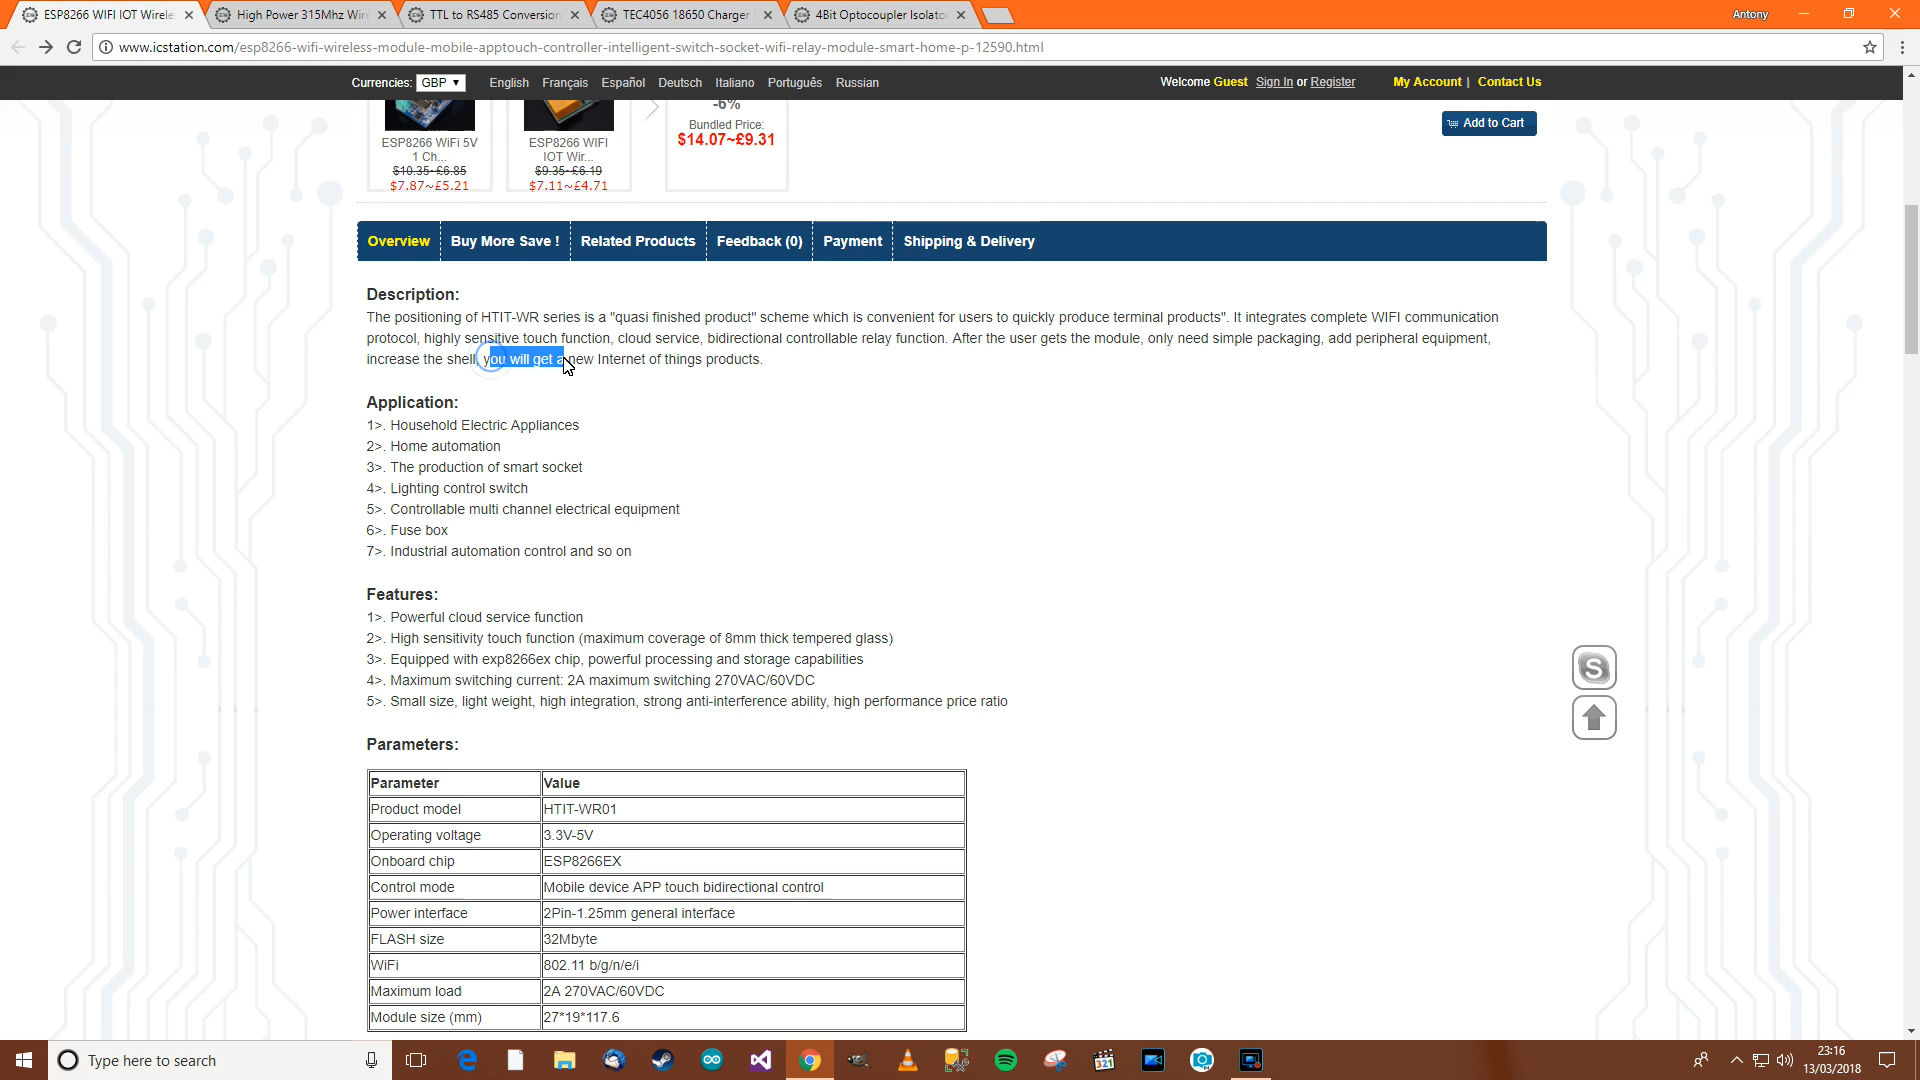 ESP8266 WIFI IOT Wirele
High Power 315Mhz Wir
TTL to RS485 Conversion
TEC4056 18650 Charger
4Bit Optocoupler Isolato
Antony
www.icstation.com/esp8266-wifi-wireless-module-mobile-apptouch-controller-intelligent-switch-socket-wifi-relay-module-smart-home-p-12590.html
Currencies: GBP English Français Español Deutsch Italiano Português Russian Welcome Guest Sign In or Register My Account | Contact Us
-6%
Bundled Price:
$14.07~£9.31
Add to Cart
ESP8266 WiFi 5V
1 Ch...
$10.35~£6.85
$7.87~£5.21
ESP8266 WIFI
IOT Wir...
$9.35~£6.19
$7.11~£4.71
Overview Buy More Save ! Related Products Feedback (0) Payment Shipping & Delivery
Description:
The positioning of HTIT-WR series is a "quasi finished product" scheme which is convenient for users to quickly produce terminal products". It integrates complete WIFI communication
protocol, highly sensitive touch function, cloud service, bidirectional controllable relay function. After the user gets the module, only need simple packaging, add peripheral equipment,
increase the shell, you will get a new Internet of things products.
Application:
1>. Household Electric Appliances
2>. Home automation
3>. The production of smart socket
4>. Lighting control switch
5>. Controllable multi channel electrical equipment
6>. Fuse box
7>. Industrial automation control and so on
Features:
1>. Powerful cloud service function
2>. High sensitivity touch function (maximum coverage of 8mm thick tempered glass)
3>. Equipped with exp8266ex chip, powerful processing and storage capabilities
4>. Maximum switching current: 2A maximum switching 270VAC/60VDC
5>. Small size, light weight, high integration, strong anti-interference ability, high performance price ratio
Parameters:
Parameter Value
Product model HTIT-WR01
Operating voltage 3.3V-5V
Onboard chip ESP8266EX
Control mode Mobile device APP touch bidirectional control
Power interface 2Pin-1.25mm general interface
FLASH size 32Mbyte
WiFi 802.11 b/g/n/e/i
Maximum load 2A 270VAC/60VDC
Module size (mm) 27*19*117.6
Type here to search
321
23:16
13/03/2018